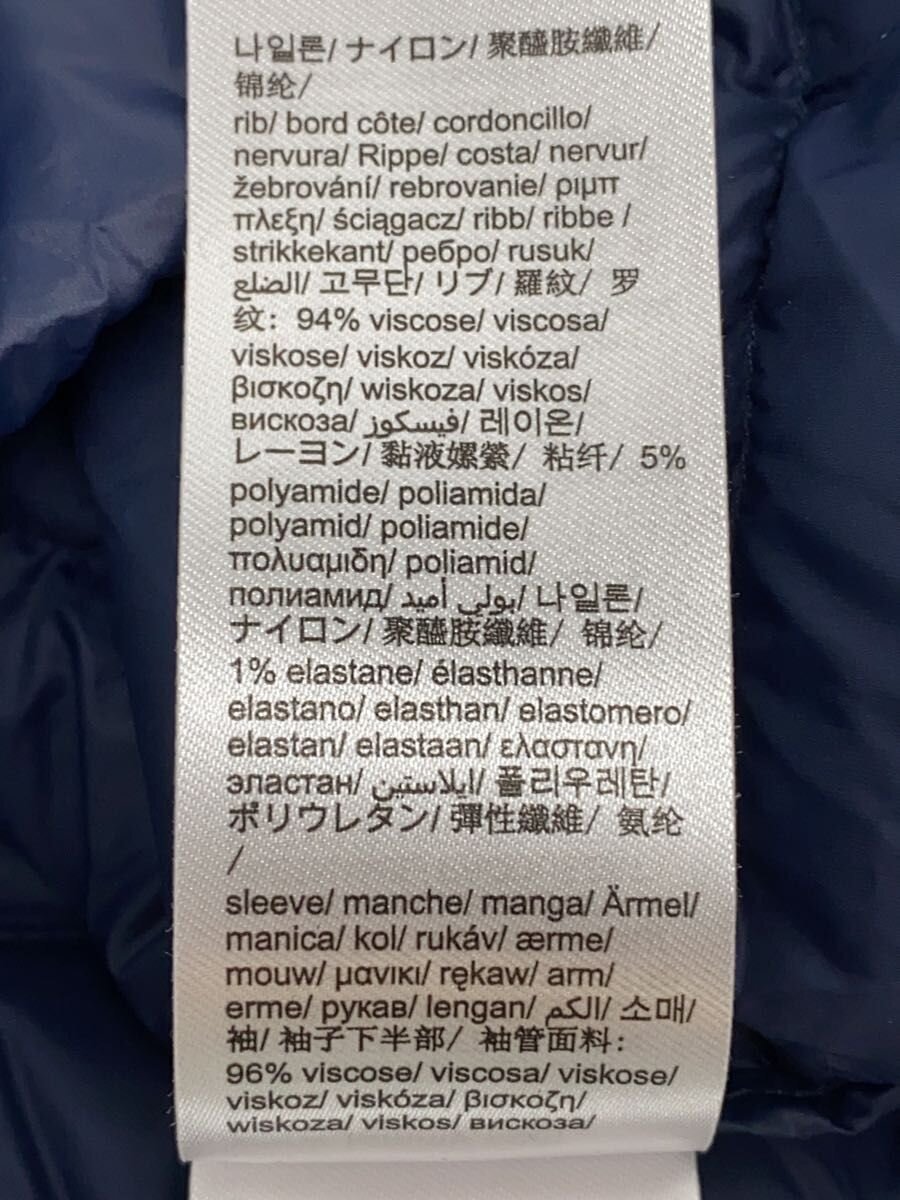 나일론/ ナイロン/ 聚醯胺纖維/
锦纶/
rib/ bord côte/ cordoncillo/
nervura/ Rippe/ costa/ nervur/
žebrování/ rebrovanie/ ριμπ
πλεξη/ ściągacz/ ribb/ ribbe /
strikkekant/ ребро/ rusuk/
الضلع/ 고무단/ リブ/ 羅紋/ 罗
纹: 94% viscose/ viscosa/
viskose/ viskoz/ viskóza/
βισκοζη/ wiskoza/ viskos/
вискоза/ فيسكوز/ 레이온/
レーヨン/ 黏液嫘縈/ 粘纤/ 5%
polyamide/ poliamida/
polyamid/ poliamide/
πολυαμιδη/ poliamid/
полиамид/ بولي أميد/ 나일론/
ナイロン/ 聚醯胺纖維/ 锦纶/
1% elastane/ élasthanne/
elastano/ elasthan/ elastomero/
elastan/ elastaan/ ελαστανη/
эластан/ ايلاستين/ 폴리우레탄/
ポリウレタン/ 彈性纖維/ 氨纶
/
sleeve/ manche/ manga/ Ärmel/
manica/ kol/ rukáv/ ærme/
mouw/ μανικι/ rękaw/ arm/
erme/ рукав/ lengan/ الكم/ 소매/
袖/ 袖子下半部/ 袖管面料:
96% viscose/ viscosa/ viskose/
viskoz/ viskóza/ βισκοζη/
wiskoza/ viskos/ вискоза/